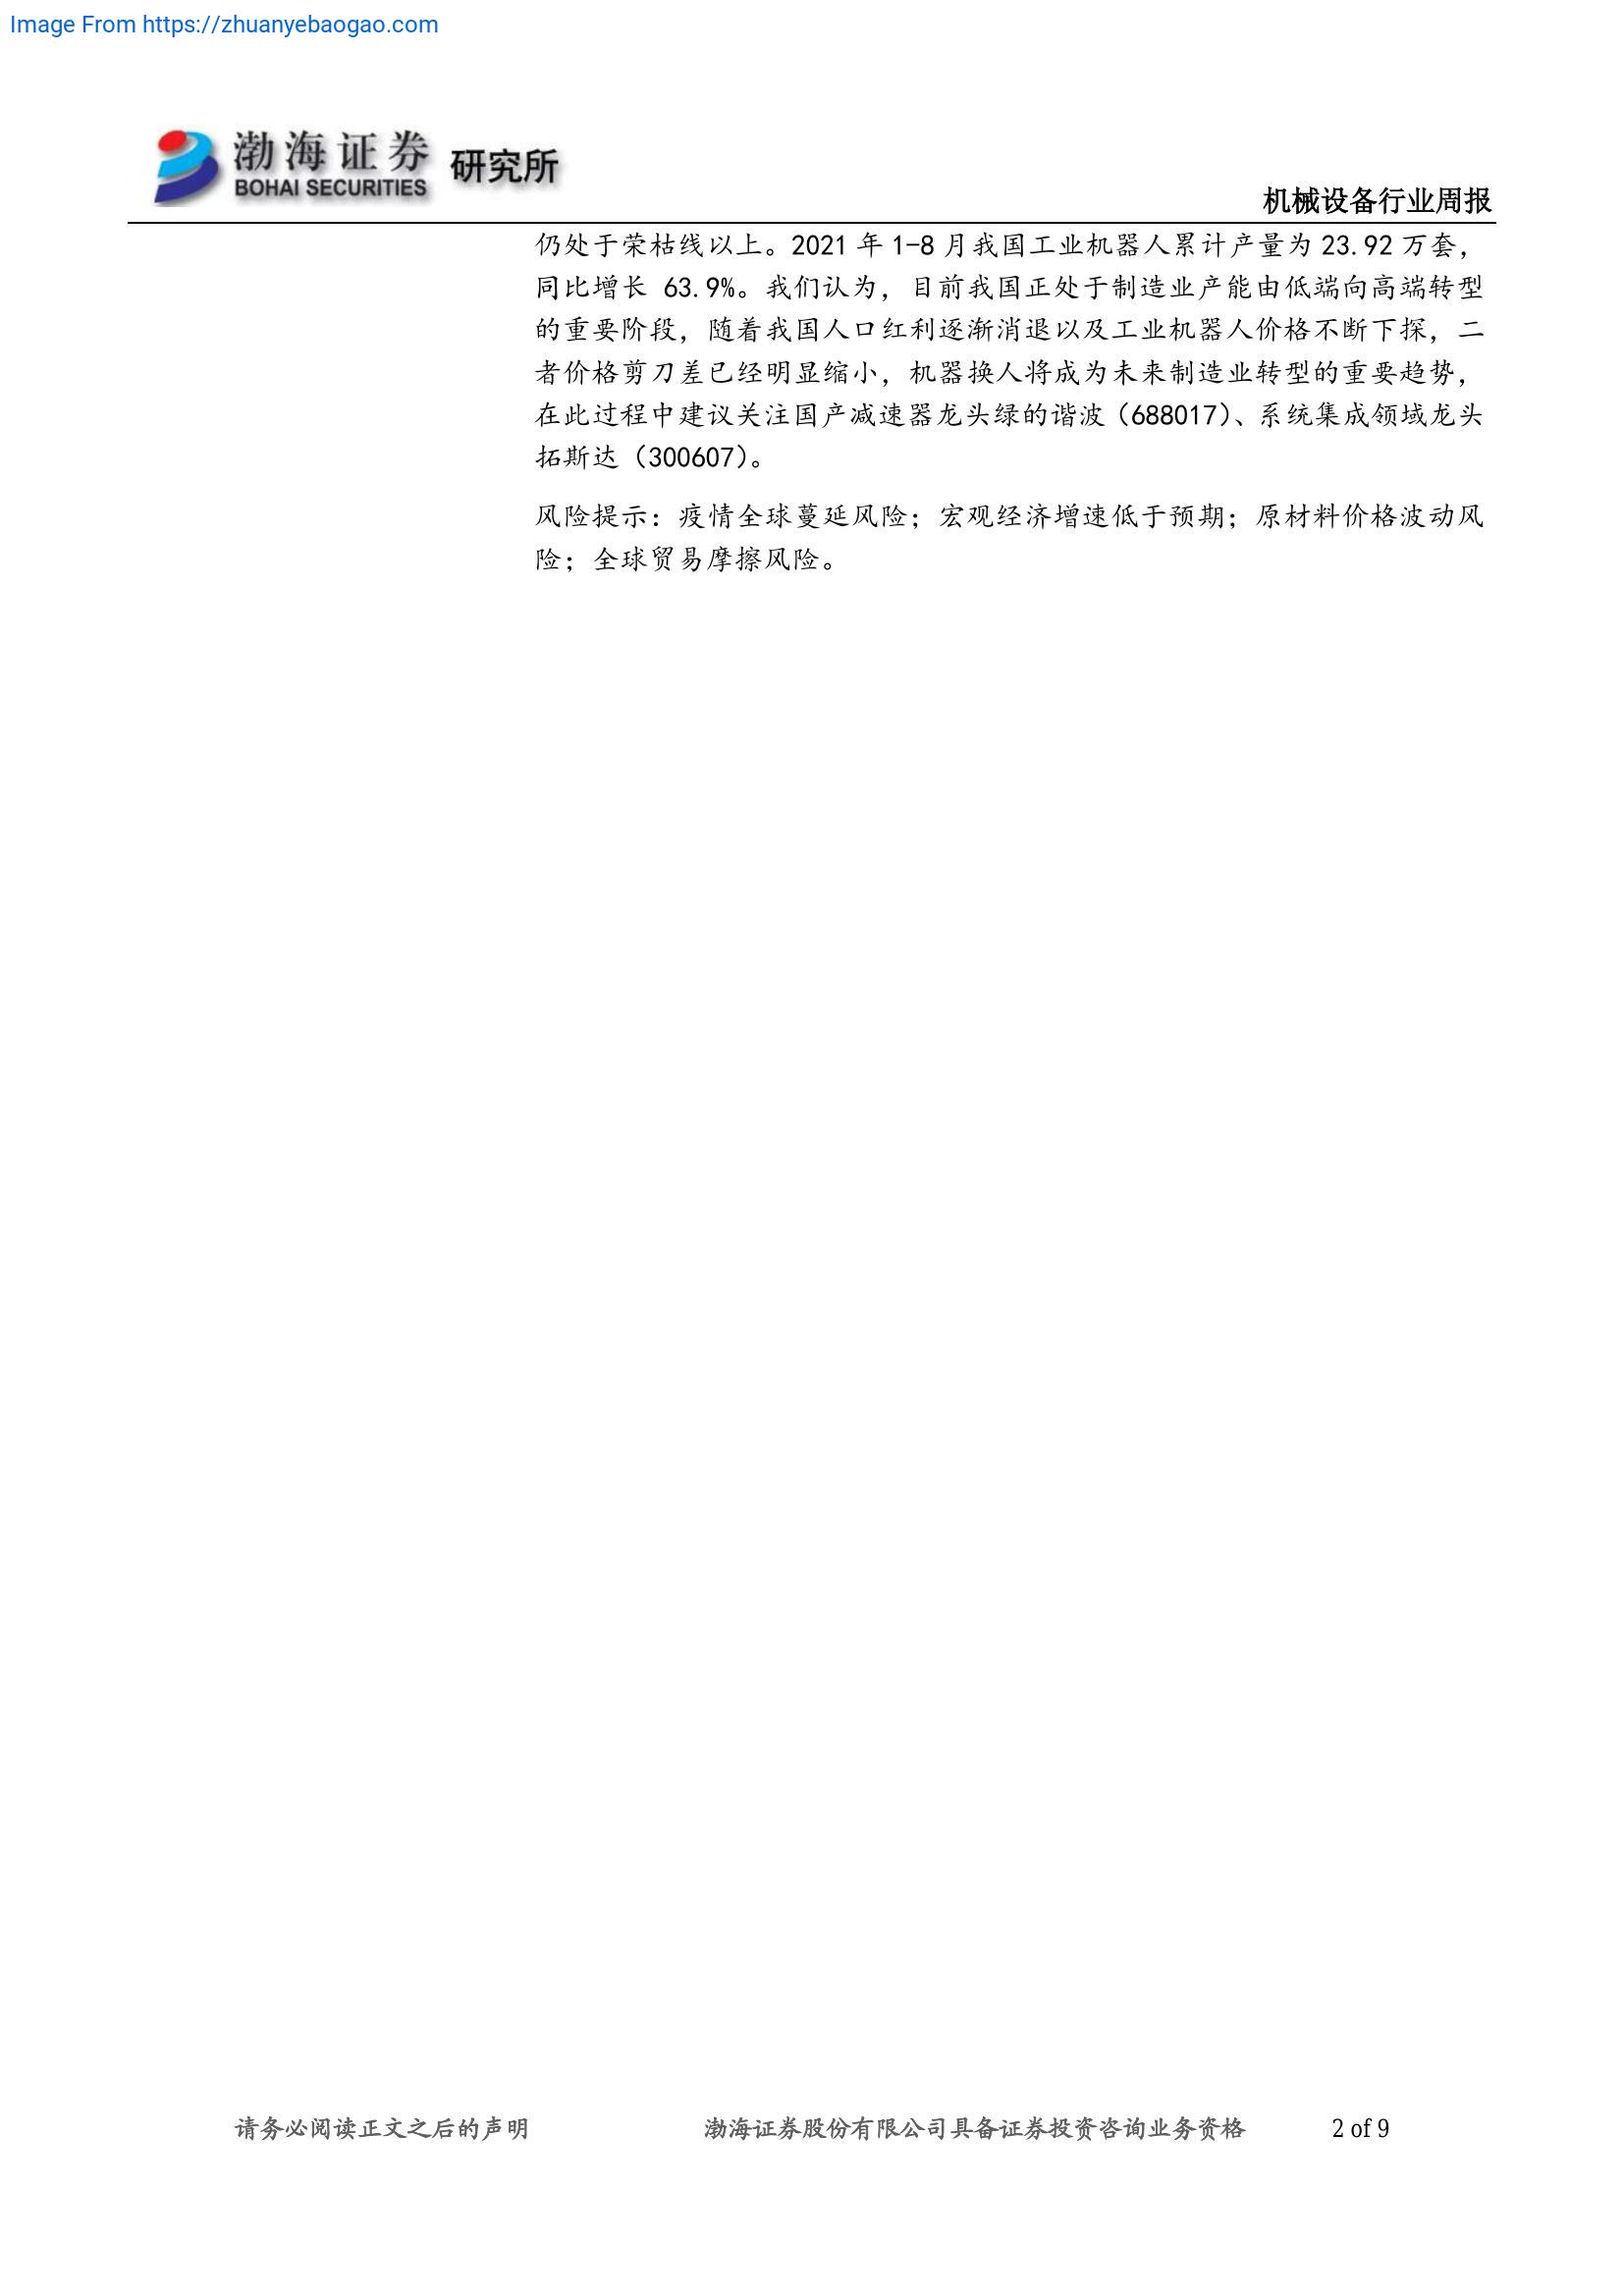 Image From https://zhuanyebaogao.com
渤海证券 研究所
BOHAI SECURITIES
机械设备行业周报
仍处于荣枯线以上。2021 年 1-8 月我国工业机器人累计产量为 23.92 万套，
同比增长 63.9%。我们认为，目前我国正处于制造业产能由低端向高端转型
的重要阶段，随着我国人口红利逐渐消退以及工业机器人价格不断下探，二
者价格剪刀差已经明显缩小，机器换人将成为未来制造业转型的重要趋势，
在此过程中建议关注国产减速器龙头绿的谐波（688017）、系统集成领域龙头
拓斯达（300607）。
风险提示：疫情全球蔓延风险；宏观经济增速低于预期；原材料价格波动风
险；全球贸易摩擦风险。
请务必阅读正文之后的声明 渤海证券股份有限公司具备证券投资咨询业务资格 2 of 9